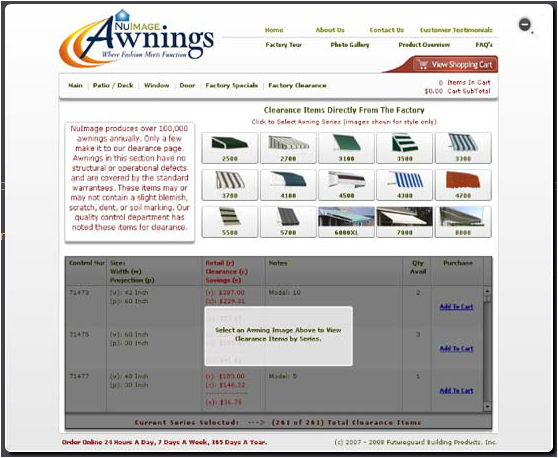 NuImage
Awnings
Where Fashion Meets Function
Home About Us Contact Us Customer Testimonials
Factory Tour Photo Gallery Product Overview FAQ's
View Shopping Cart
Main Patio / Deck Window Door Factory Specials Factory Clearance
0 Items In Cart
$0.00 Cart SubTotal
Clearance Items Directly From The Factory
Click to Select Awning Series (images shown for style only)
NuImage produces over 100,000
awnings annually. Only a few
make it to our clearance page.
Awnings in this section have no
structural or operational defects
and are covered by the standard
warrantees. These items may or
may not contain a slight blemish,
scratch, dent, or soil marking. Our
quality control department has
noted these items for clearance.
2500 2700 3100 3500 3300
3700 4100 4500 4300 4700
5500 5700 6000XL 7000 8000
Control Nur Size: Retail (r) Notes Qty Purchase
Width (w) Clearance (c) Avail
Projection (p) Savings (s)
71473 (w): 42 Inch (r): $287.00 Model: 10 2
(p): 60 Inch (c): $229.31
Add To Cart
71475 (w): 60 Inch 3
(p): 30 Inch
Add To Cart
Select an Awning Image Above to View
Clearance Items by Series.
71477 (w): 48 Inch (r): $183.00 Model: 5 1
(p): 30 Inch (c): $146.22
Add To Cart
(s): $36.78
Current Series Selected: ---> (261 of 261) Total Clearance Items
Order Online 24 Hours A Day, 7 Days A Week, 365 Days A Year. (c) 2007 - 2008 Futureguard Building Products, Inc.